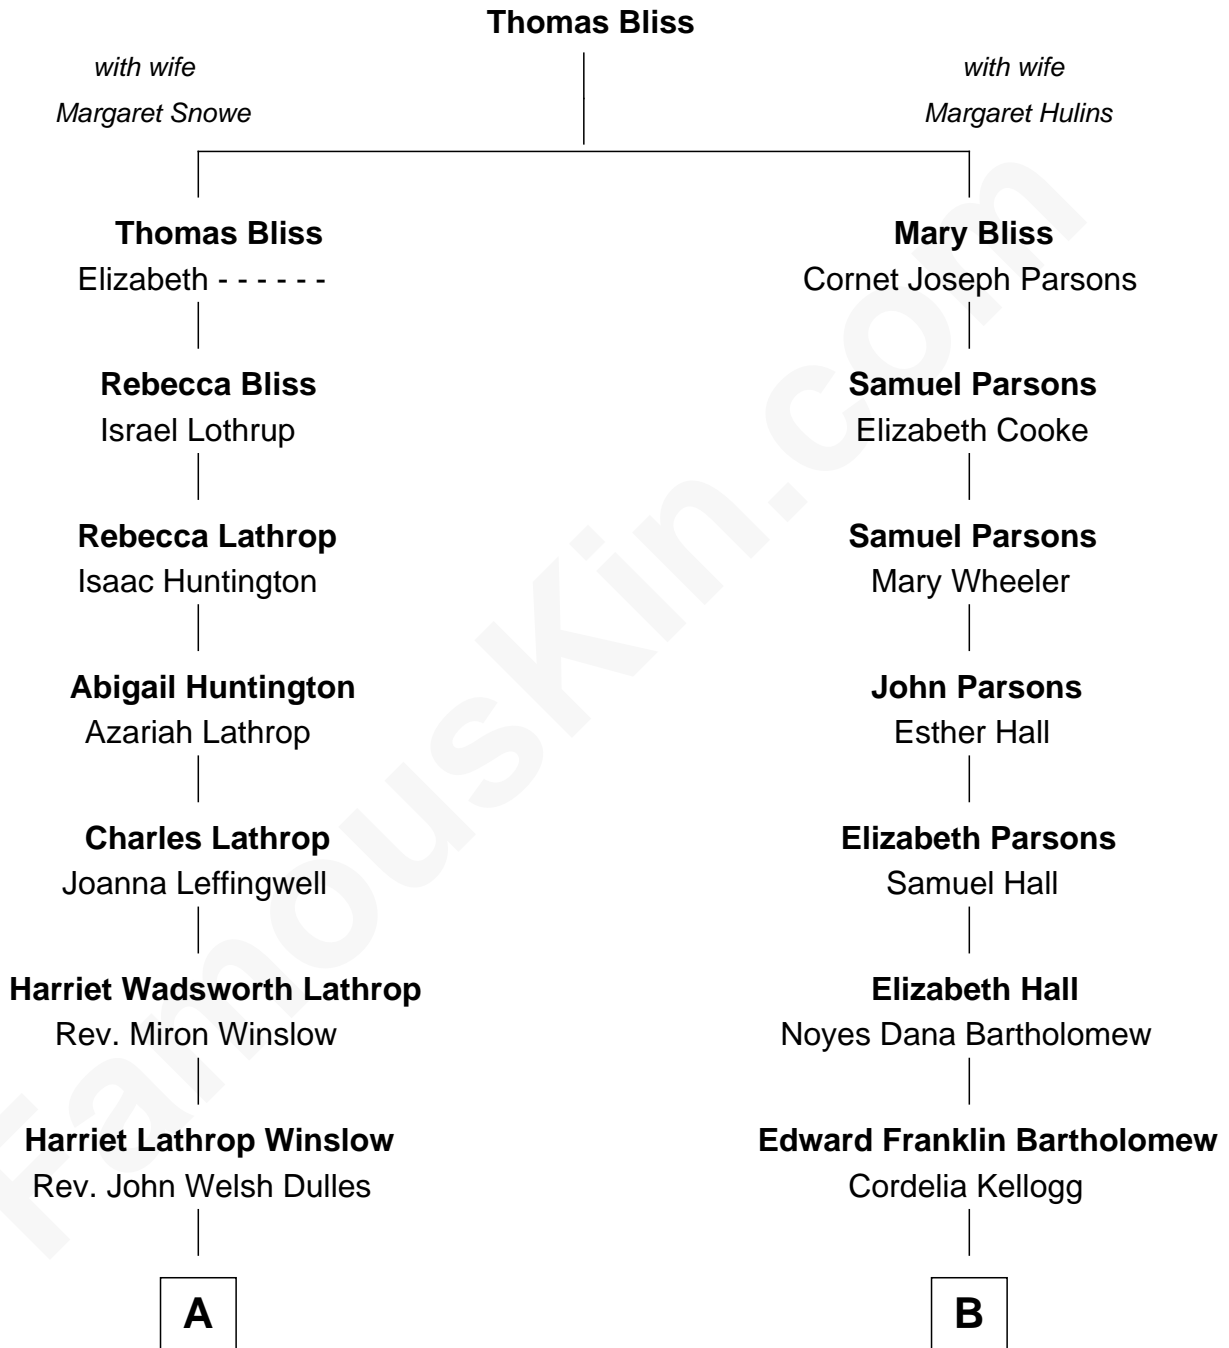 Thomas Bliss
with wife
Margaret Snowe
with wife
Margaret Hulins
Thomas Bliss
Elizabeth - - - - - -
Mary Bliss
Cornet Joseph Parsons
Rebecca Bliss
Israel Lothrup
Samuel Parsons
Elizabeth Cooke
Rebecca Lathrop
Isaac Huntington
Samuel Parsons
Mary Wheeler
Abigail Huntington
Azariah Lathrop
John Parsons
Esther Hall
Charles Lathrop
Joanna Leffingwell
Elizabeth Parsons
Samuel Hall
Harriet Wadsworth Lathrop
Rev. Miron Winslow
Elizabeth Hall
Noyes Dana Bartholomew
Harriet Lathrop Winslow
Rev. John Welsh Dulles
Edward Franklin Bartholomew
Cordelia Kellogg
A
B
FamousKin.com